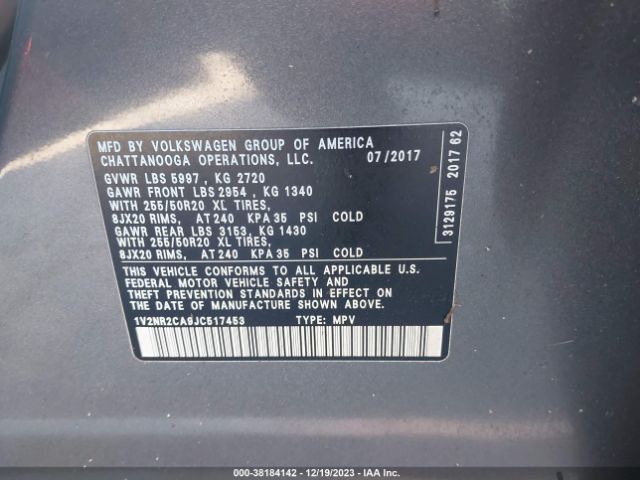 MFD BY VOLKSWAGEN GROUP OF AMERICA
CHATTANOOGA OPERATIONS, LLC. 07/2017
GVWR LBS 5997 , KG 2720
GAWR FRONT LBS 2954 , KG 1340
WITH 255/50R20 XL TIRES,
8JX20 RIMS, AT 240 KPA 35 PSI COLD
GAWR REAR LBS 3153, KG 1430
WITH 255/50R20 XL TIRES,
8JX20 RIMS, AT 240 KPA 35 PSI COLD
THIS VEHICLE CONFORMS TO ALL APPLICABLE U.S.
FEDERAL MOTOR VEHICLE SAFETY AND
THEFT PREVENTION STANDARDS IN EFFECT ON
THE DATE OF MANUFACTURE SHOWN ABOVE.
1V2NR2CA9JC517453 TYPE: MPV
3129175 2017 62
000-38184142 - 12/19/2023 - IAA Inc.